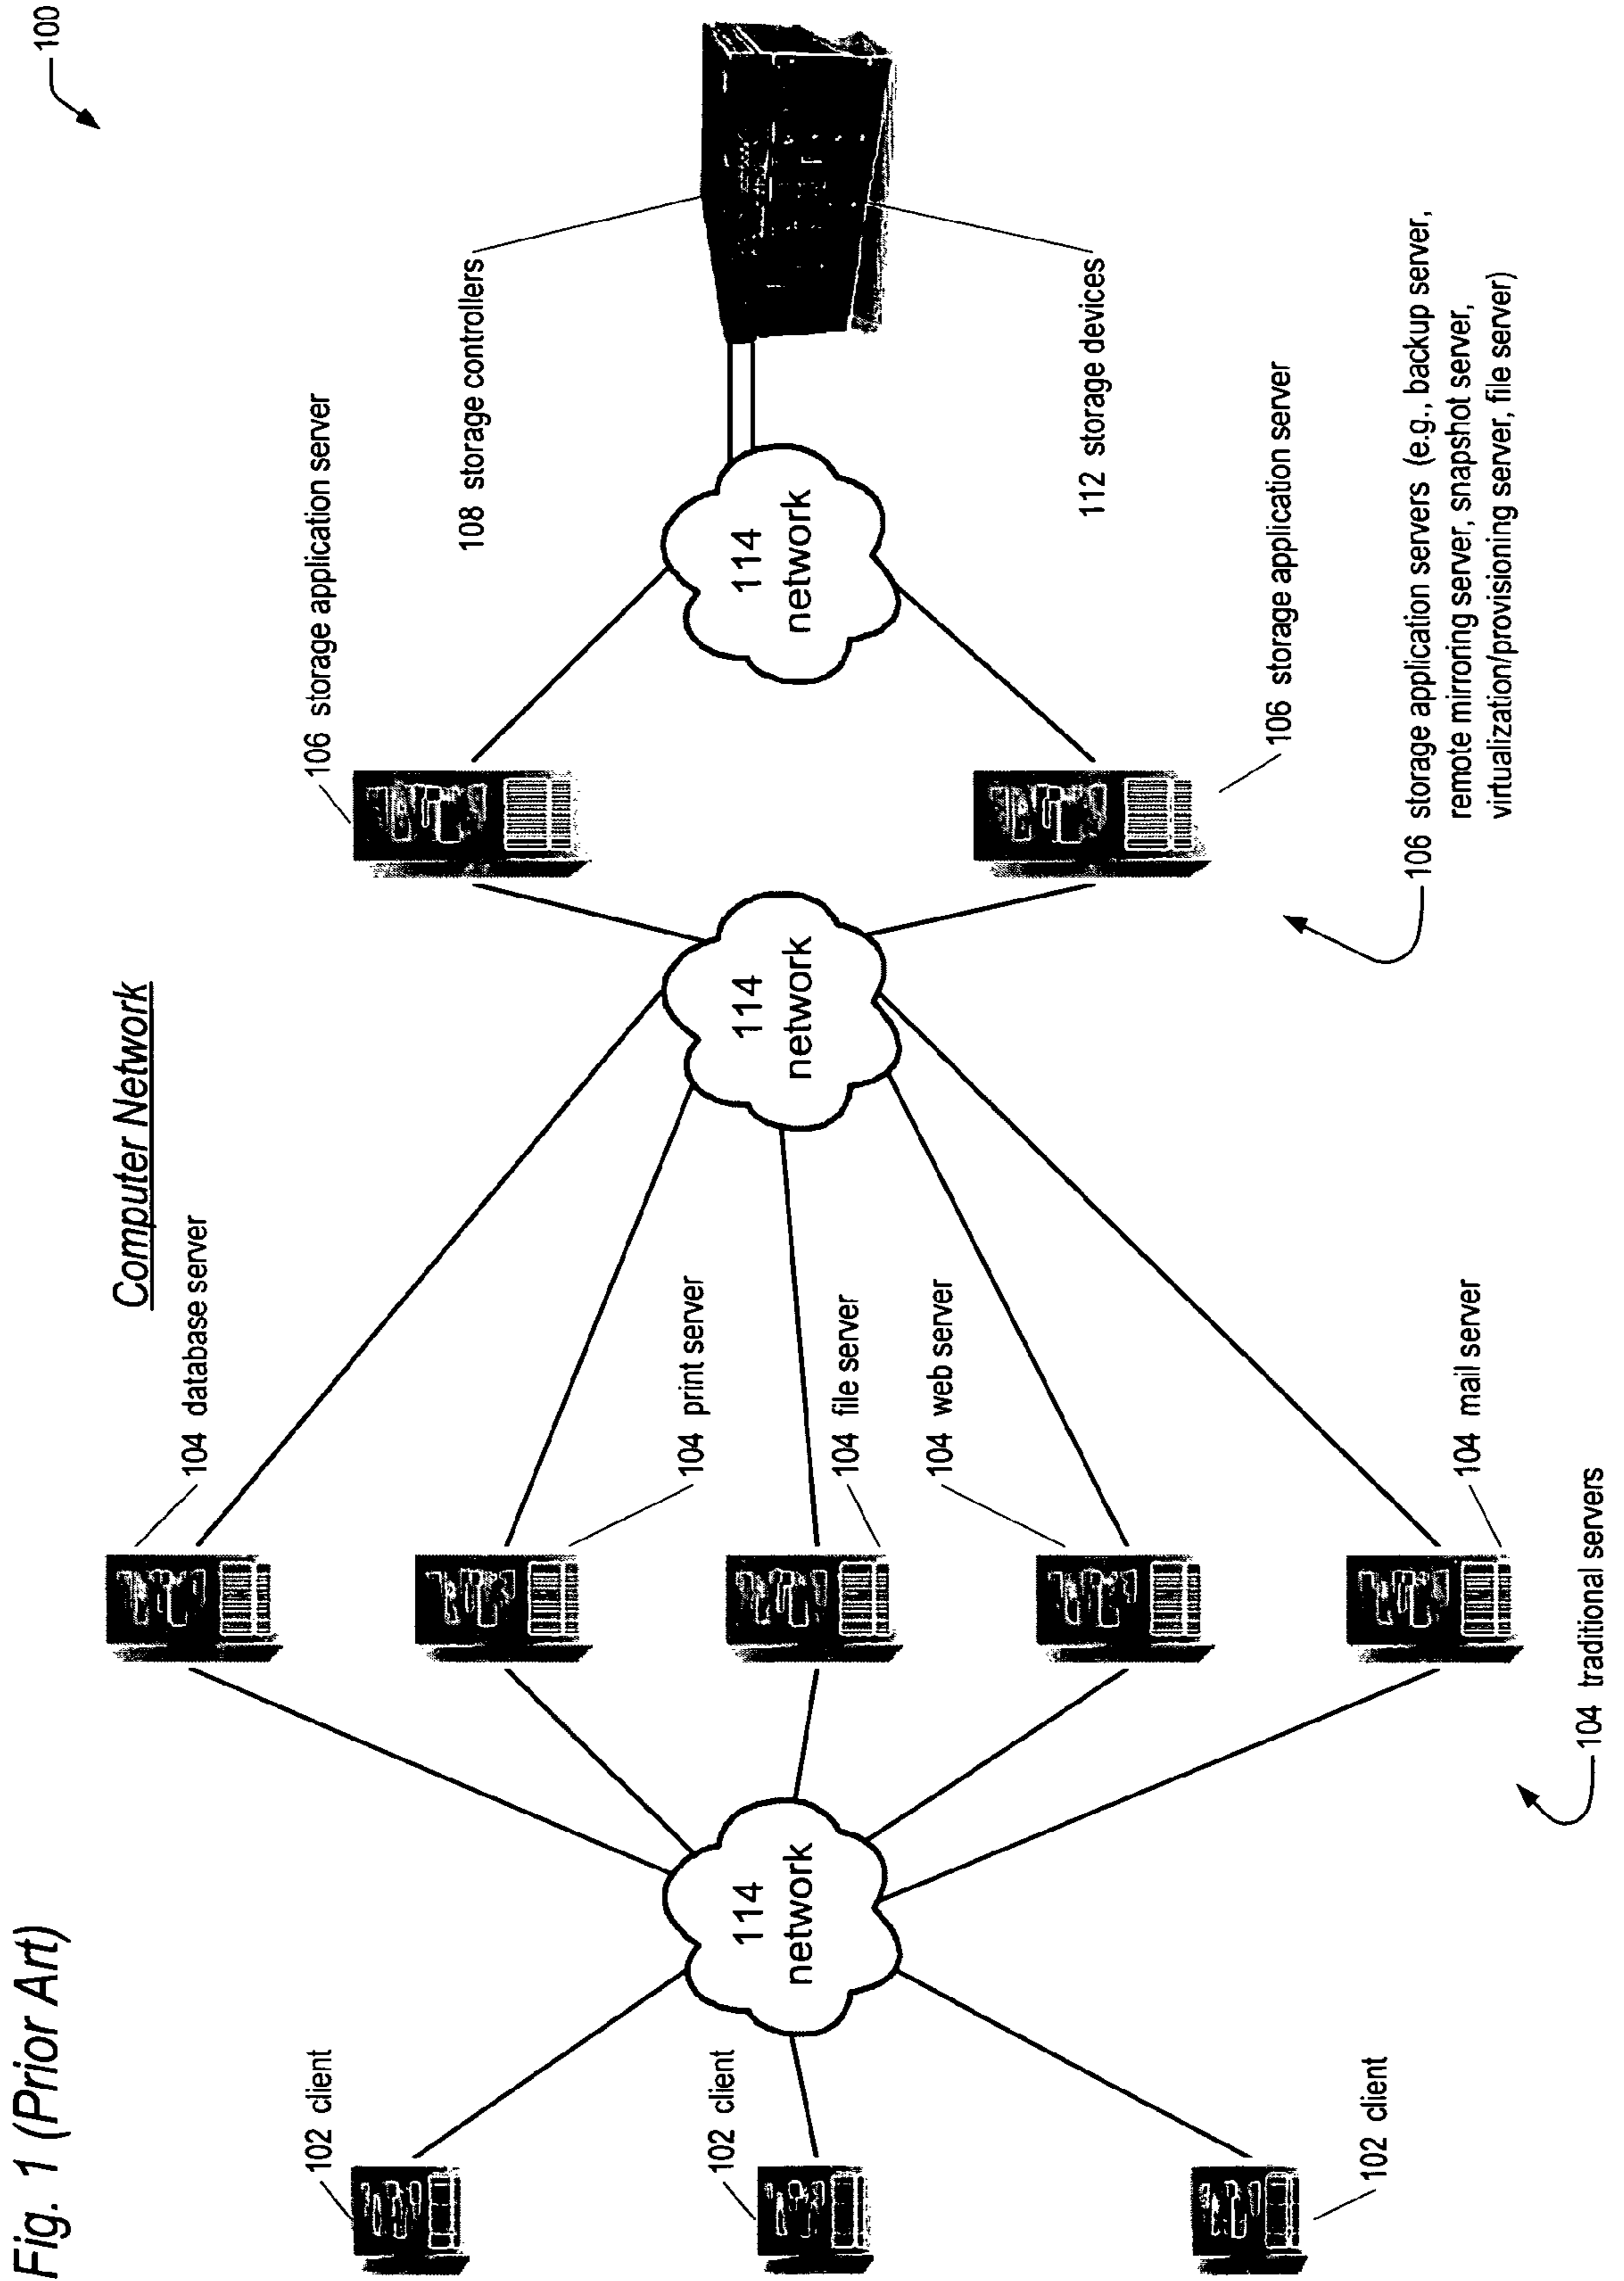 Fig. 1 (Prior Art)
Computer Network
100
102 client
102 client
102 client
114
network
104 database server
104 print server
104 file server
104 web server
104 mail server
104 traditional servers
114
network
106 storage application server
106 storage application server
106 storage application servers (e.g., backup server,
remote mirroring server, snapshot server,
virtualization/provisioning server, file server)
114
network
108 storage controllers
112 storage devices